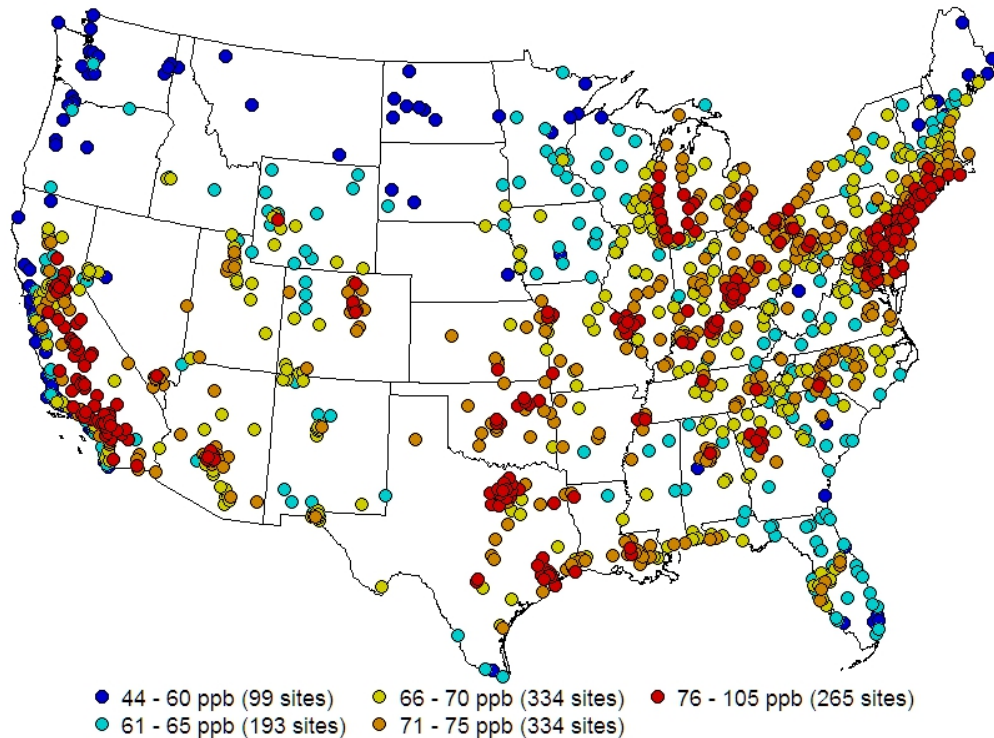 44 - 60 ppb (99 sites) 66 - 70 ppb (334 sites) 76 - 105 ppb (265 sites)
61 - 65 ppb (193 sites) 71 - 75 ppb (334 sites)